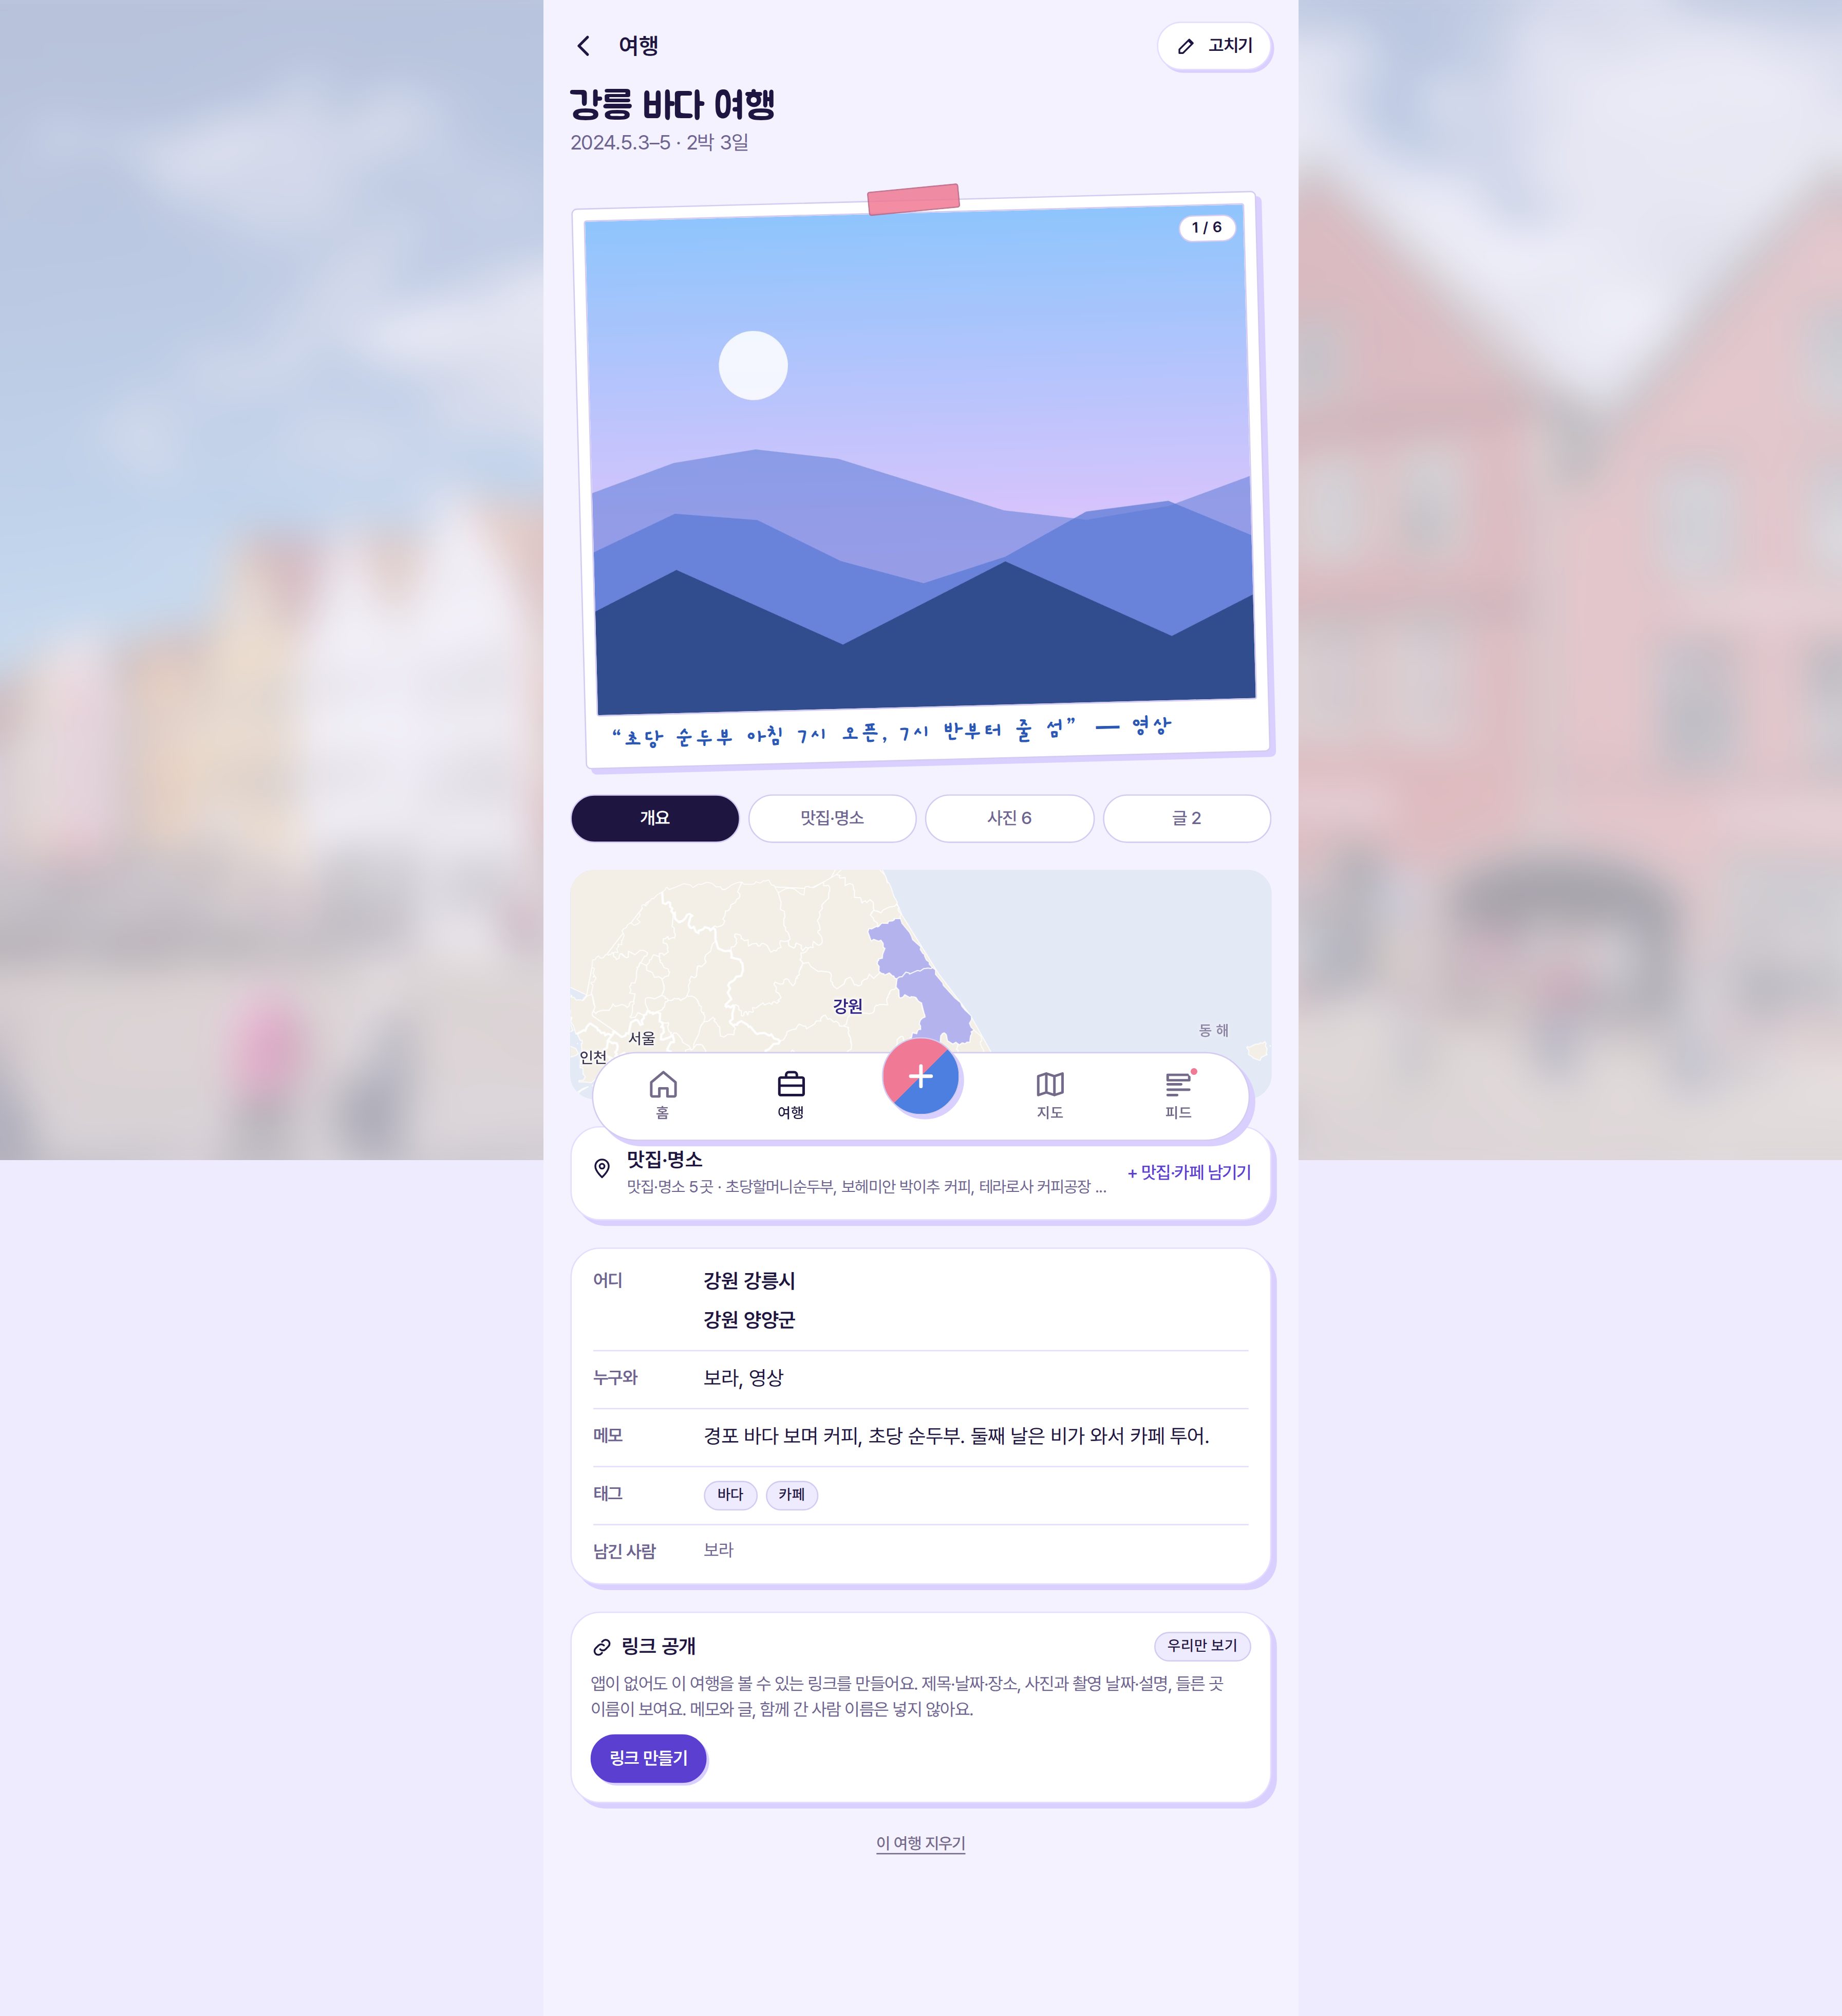 여행
고치기
강릉 바다 여행
2024.5.3–5 · 2박 3일
1 / 6
“초당 순두부 아침 7시 오픈, 7시 반부터 줄 섬” — 영상
개요
맛집·명소
사진 6
글 2
강원
동해
서울
인천
홈
여행
지도
피드
맛집·명소
맛집·명소 5곳 · 초당할머니순두부, 보헤미안 박이추 커피, 테라로사 커피공장 ...
+ 맛집·카페 남기기
어디
강원 강릉시
강원 양양군
누구와
보라, 영상
메모
경포 바다 보며 커피, 초당 순두부. 둘째 날은 비가 와서 카페 투어.
태그
바다
카페
남긴 사람
보라
링크 공개
우리만 보기
앱이 없어도 이 여행을 볼 수 있는 링크를 만들어요. 제목·날짜·장소, 사진과 촬영 날짜·설명, 들른 곳
이름이 보여요. 메모와 글, 함께 간 사람 이름은 넣지 않아요.
링크 만들기
이 여행 지우기